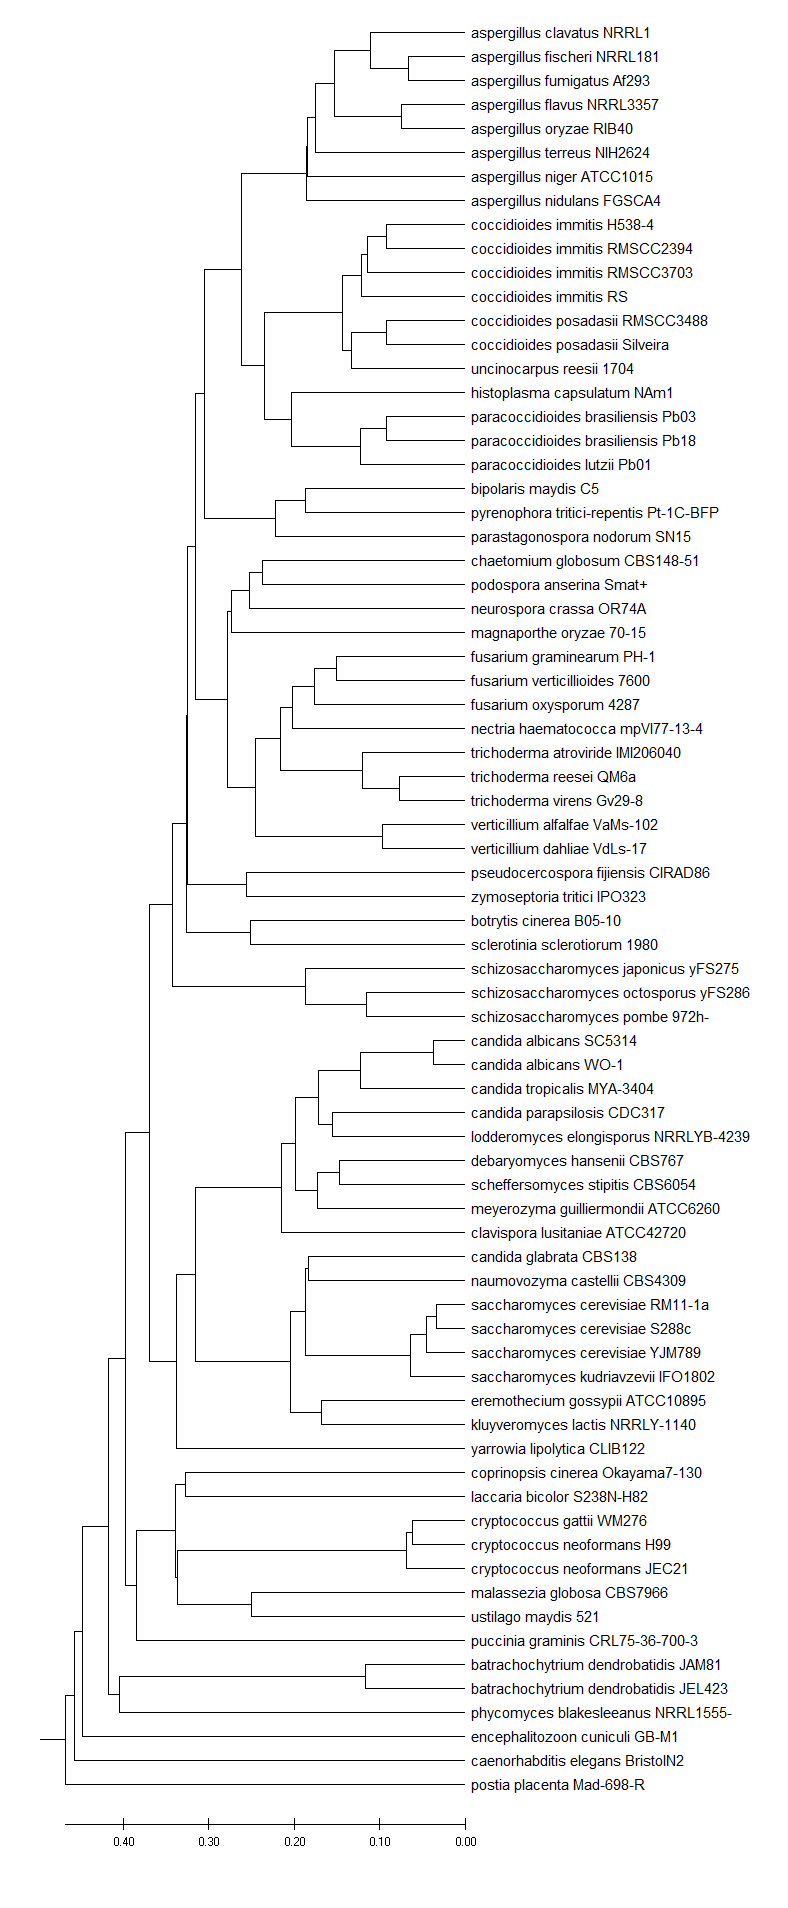 aspergillus clavatus NRRL1
aspergillus fischeri NRRL181
aspergillus fumigatus Af293
aspergillus flavus NRRL3357
aspergillus oryzae RIB40
aspergillus terreus NIH2624
aspergillus niger ATCC1015
aspergillus nidulans FGSCA4
coccidioides immitis H538-4
coccidioides immitis RMSCC2394
coccidioides immitis RMSCC3703
coccidioides immitis RS
coccidioides posadasii RMSCC3488
coccidioides posadasii Silveira
uncinocarpus reesii 1704
histoplasma capsulatum NAm1
paracoccidioides brasiliensis Pb03
paracoccidioides brasiliensis Pb18
paracoccidioides lutzii Pb01
bipolaris maydis C5
pyrenophora tritici-repentis Pt-1C-BFP
parastagonospora nodorum SN15
chaetomium globosum CBS148-51
podospora anserina Smat+
neurospora crassa OR74A
magnaporthe oryzae 70-15
fusarium graminearum PH-1
fusarium verticillioides 7600
fusarium oxysporum 4287
nectria haematococca mpVI77-13-4
trichoderma atroviride IMI206040
trichoderma reesei QM6a
trichoderma virens Gv29-8
verticillium alfalfae VaMs-102
verticillium dahliae VdLs-17
pseudocercospora fijiensis CIRAD86
zymoseptoria tritici IPO323
botrytis cinerea B05-10
sclerotinia sclerotiorum 1980
schizosaccharomyces japonicus yFS275
schizosaccharomyces octosporus yFS286
schizosaccharomyces pombe 972h-
candida albicans SC5314
candida albicans WO-1
candida tropicalis MYA-3404
candida parapsilosis CDC317
lodderomyces elongisporus NRRLYB-4239
debaryomyces hansenii CBS767
scheffersomyces stipitis CBS6054
meyerozyma guilliermondii ATCC6260
clavispora lusitaniae ATCC42720
candida glabrata CBS138
naumovozyma castellii CBS4309
saccharomyces cerevisiae RM11-1a
saccharomyces cerevisiae S288c
saccharomyces cerevisiae YJM789
saccharomyces kudriavzevii IFO1802
eremothecium gossypii ATCC10895
kluyveromyces lactis NRRLY-1140
yarrowia lipolytica CLIB122
coprinopsis cinerea Okayama7-130
laccaria bicolor S238N-H82
cryptococcus gattii WM276
cryptococcus neoformans H99
cryptococcus neoformans JEC21
malassezia globosa CBS7966
ustilago maydis 521
puccinia graminis CRL75-36-700-3
batrachochytrium dendrobatidis JAM81
batrachochytrium dendrobatidis JEL423
phycomyces blakesleeanus NRRL1555-
encephalitozoon cuniculi GB-M1
caenorhabditis elegans BristolN2
postia placenta Mad-698-R
0.40 0.30 0.20 0.10 0.00